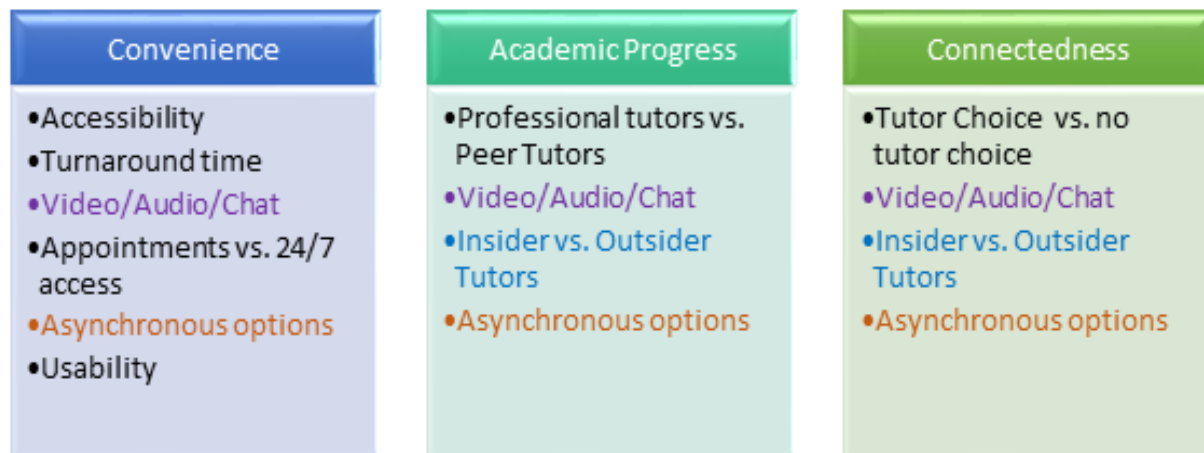 Convenience
•Accessibility
•Turnaround time
•Video/Audio/Chat
•Appointments vs. 24/7
access
•Asynchronous options
•Usability
Academic Progress
•Professional tutors vs.
Peer Tutors
•Video/Audio/Chat
•Insider vs. Outsider
Tutors
•Asynchronous options
Connectedness
•Tutor Choice vs. no
tutor choice
•Video/Audio/Chat
•Insider vs. Outsider
Tutors
•Asynchronous options